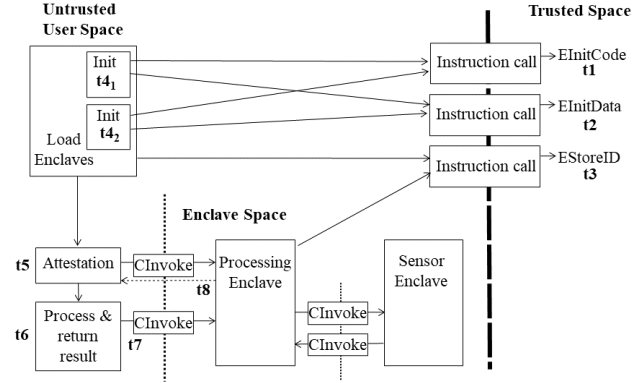 Untrusted
User Space
Trusted Space
Init
t4₁
Instruction call
EInitCode
t1
Init
t4₂
Instruction call
EInitData
t2
Load
Enclaves
Instruction call
EStoreID
t3
Enclave Space
t5
Attestation
CInvoke
t8
Processing
Enclave
Sensor
Enclave
t6
Process &
return
result
t7
CInvoke
CInvoke
CInvoke